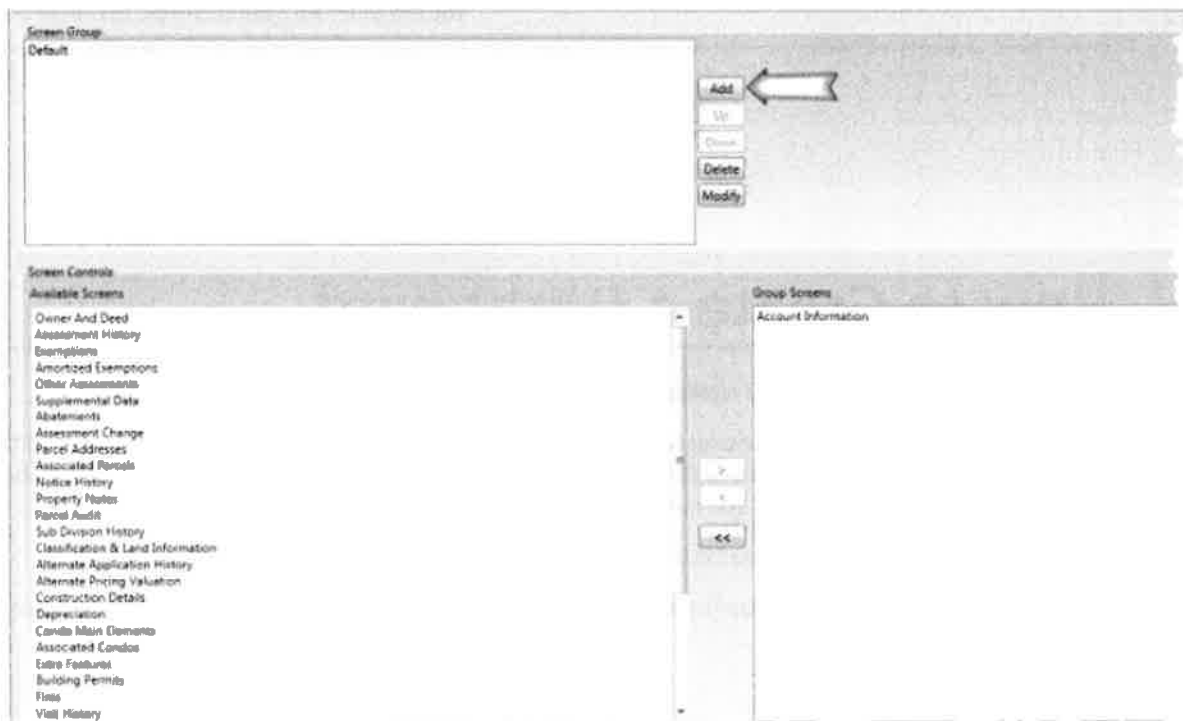 Screen Group
Default
Add
Up
Down
Delete
Modify
Screen Controls
Available Screens
Group Screens
Owner And Deed
Account Information
Assessment History
Exemptions
Amortized Exemptions
Other Assessments
Supplemental Data
Abatements
Assessment Change
Parcel Addresses
Associated Parcels
Notice History
Property Notes
Parcel Audit
Sub Division History
Classification & Land Information
Alternate Application History
Alternate Pricing Valuation
Construction Details
Depreciation
Condo Main Elements
Associated Condos
Extra Features
Building Permits
Fires
Visit History
>
<
<<